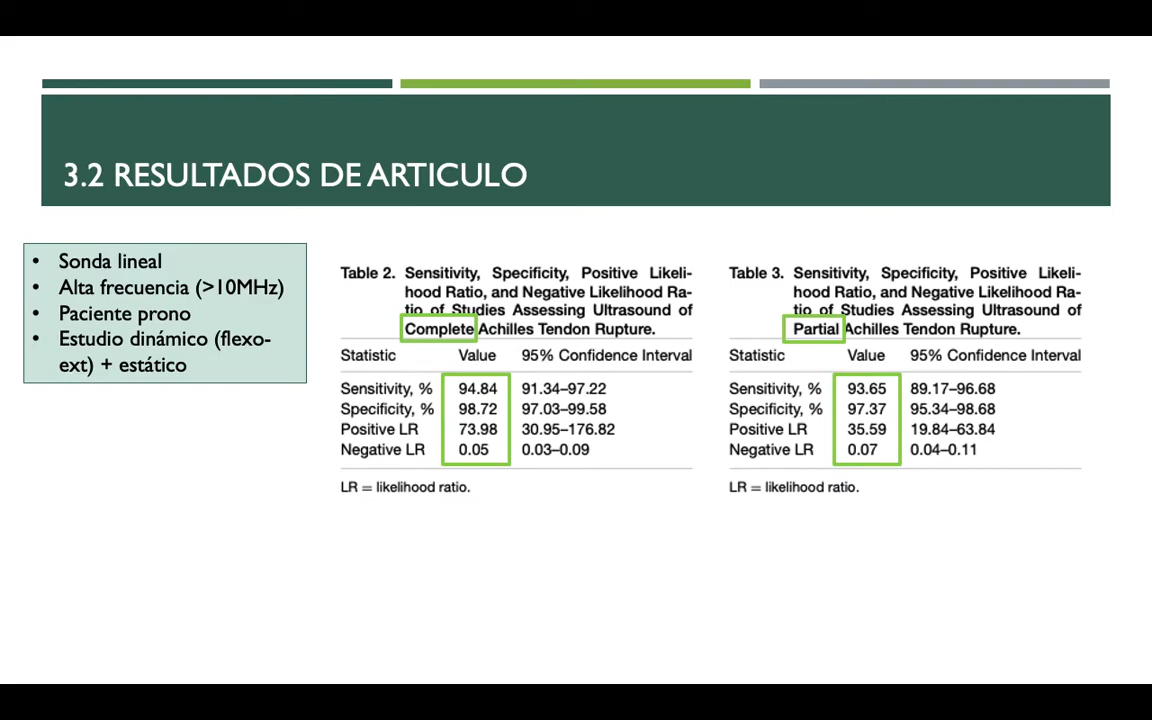 3.2 RESULTADOS DE ARTICULO
• Sonda lineal
• Alta frecuencia (>10MHz)
• Paciente prono
• Estudio dinámico (flexo-
ext) + estático
Table 2. Sensitivity, Specificity, Positive Likeli-
hood Ratio, and Negative Likelihood Ra-
tio of Studies Assessing Ultrasound of
Complete Achilles Tendon Rupture.
Statistic Value 95% Confidence Interval
Sensitivity, % 94.84 91.34–97.22
Specificity, % 98.72 97.03–99.58
Positive LR 73.98 30.95–176.82
Negative LR 0.05 0.03–0.09
LR = likelihood ratio.
Table 3. Sensitivity, Specificity, Positive Likeli-
hood Ratio, and Negative Likelihood Ra-
tio of Studies Assessing Ultrasound of
Partial Achilles Tendon Rupture.
Statistic Value 95% Confidence Interval
Sensitivity, % 93.65 89.17–96.68
Specificity, % 97.37 95.34–98.68
Positive LR 35.59 19.84–63.84
Negative LR 0.07 0.04–0.11
LR = likelihood ratio.